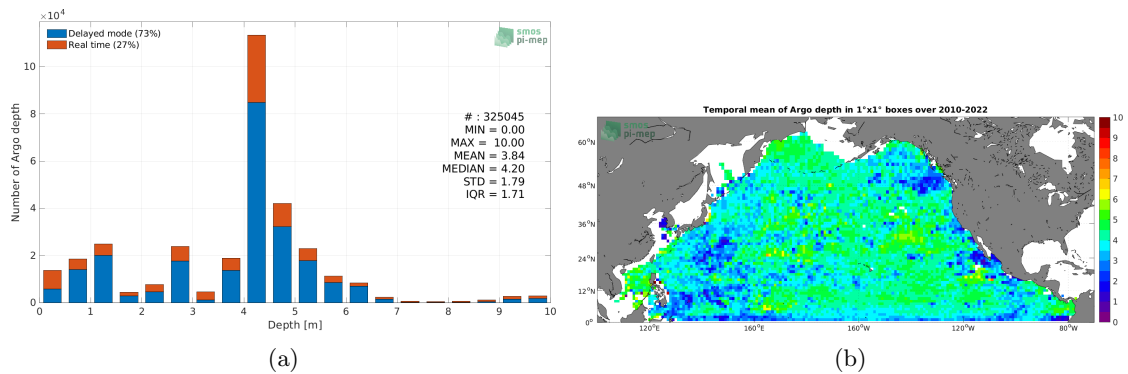 ×10⁴
Delayed mode (73%)
Real time (27%)
smos
pi-mep
10
8
6
4
2
0
Number of Argo depth
# : 325045
MIN = 0.00
MAX = 10.00
MEAN = 3.84
MEDIAN = 4.20
STD = 1.79
IQR = 1.71
0 1 2 3 4 5 6 7 8 9 10
Depth [m]
(a)
Temporal mean of Argo depth in 1°x1° boxes over 2010-2022
smos
pi-mep
60°N
48°N
36°N
24°N
12°N
0°
120°E 160°E 160°W 120°W 80°W
10
9
8
7
6
5
4
3
2
1
0
(b)